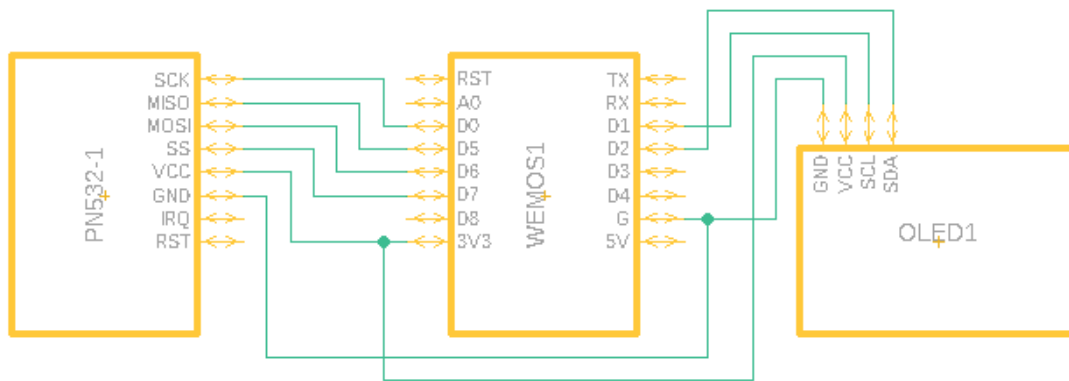 SCK
MISO
MOSI
SS
VCC
GND
IRQ
RST
PN532-1
RST
A0
D0
D5
D6
D7
D8
3V3
WEMOS1
TX
RX
D1
D2
D3
D4
G
5V
GND
VCC
SCL
SDA
OLED1